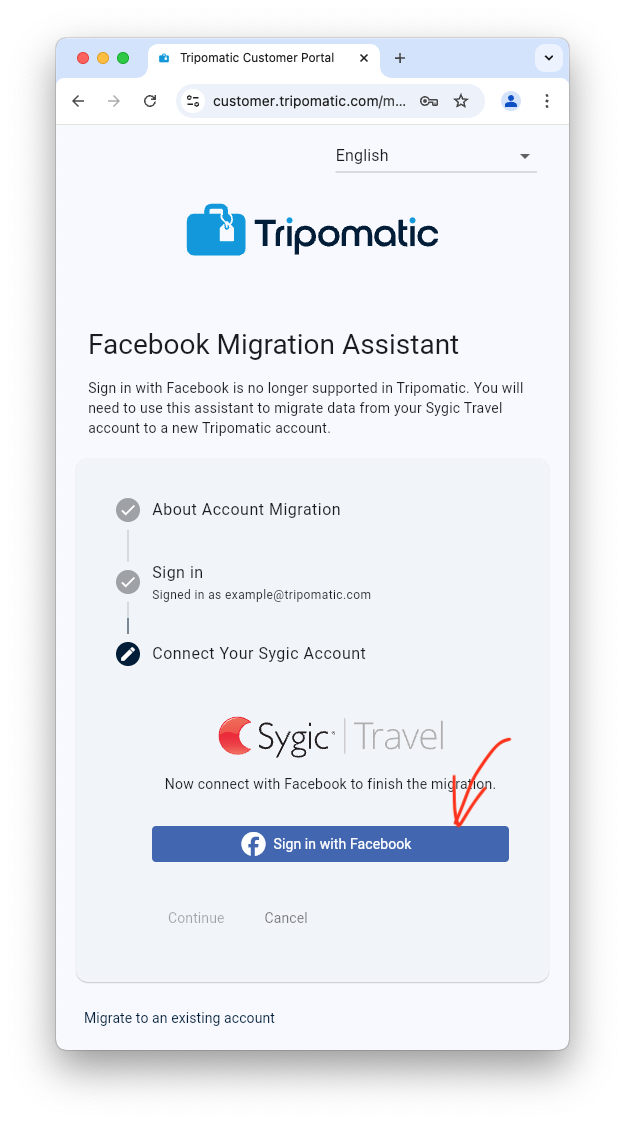 Tripomatic Customer Portal
customer.tripomatic.com/m...
English
Tripomatic
Facebook Migration Assistant
Sign in with Facebook is no longer supported in Tripomatic. You will
need to use this assistant to migrate data from your Sygic Travel
account to a new Tripomatic account.
About Account Migration
Sign in
Signed in as example@tripomatic.com
Connect Your Sygic Account
Sygic | Travel
Now connect with Facebook to finish the migration.
Sign in with Facebook
Continue Cancel
Migrate to an existing account